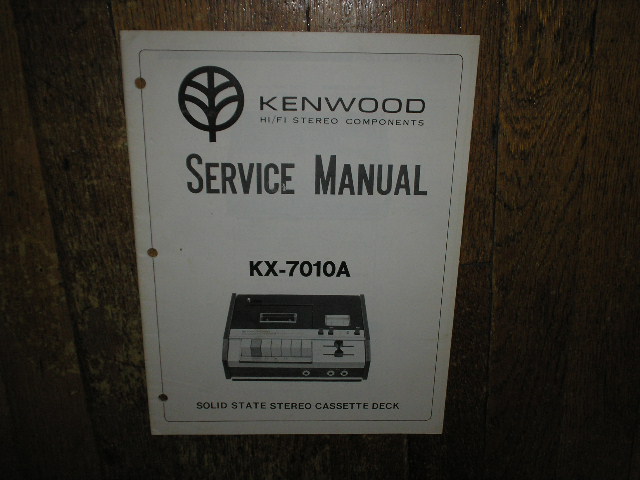 KENWOOD
HI/FI STEREO COMPONENTS
SERVICE MANUAL
KX-7010A
SOLID STATE STEREO CASSETTE DECK